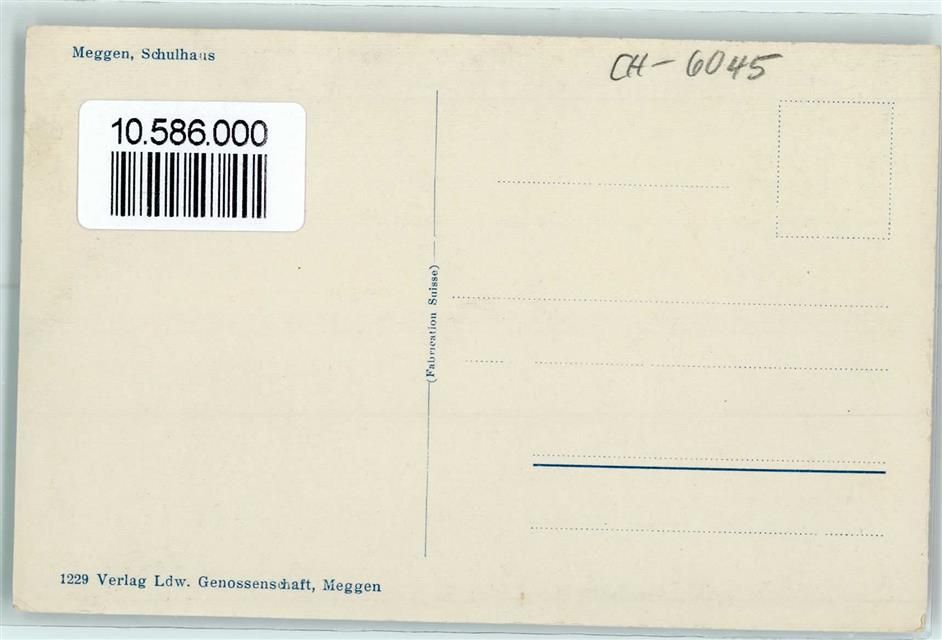 Meggen, Schulhaus
CH-6045
10.586.000
(Fabrication Suisse)
1229 Verlag Ldw. Genossenschaft, Meggen